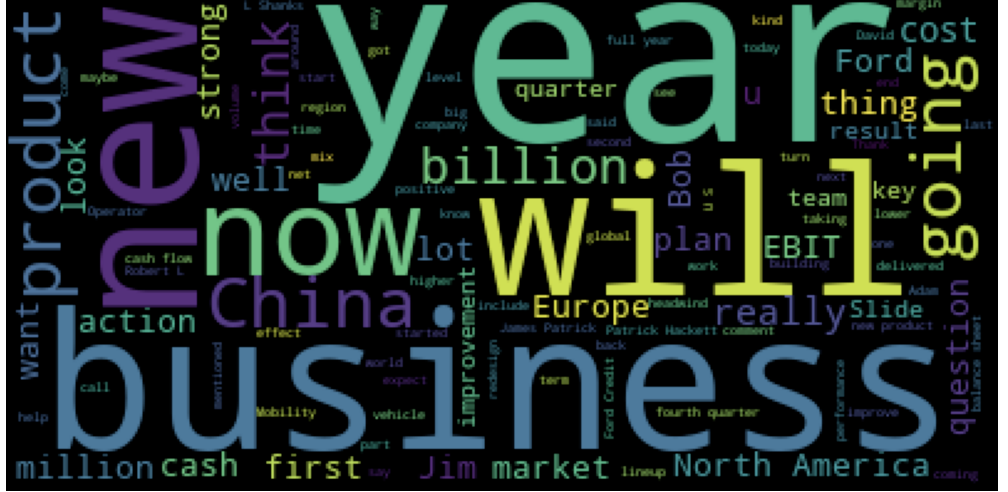 L Shanks
year
kind
margin
new
product
strong
think
around
may
got
full year
David
cost
today
Ford
going
maybe
come
start
level
quarter
see
u
thing
end
volume
region
big
company
said
result
last
time
second
Thank
look
mix
billion
Bob
turn
well
net
positive
u s
next
team
key
will
taking
lower
Operator
know
now
lot
global
plan
EBIT
one
cash flow
Robert L
work
building
delivered
higher
China
improvement
include
Europe
headwind
really
Slide
Adam
want
action
effect
started
James Patrick
Patrick Hackett
comment
new product
question
balance sheet
business
back
mentioned
world
redesign
expect
term
Ford Credit
performance
call
help
Mobility
vehicle
fourth quarter
improve
part
million
cash
first
say
Jim
market
lineup
North America
coming